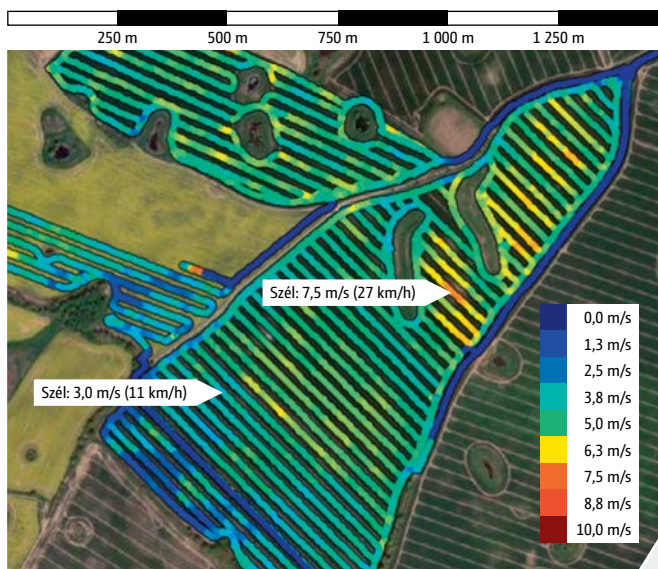 250 m 500 m 750 m 1 000 m 1 250 m
Szél: 7,5 m/s (27 km/h)
Szél: 3,0 m/s (11 km/h)
0,0 m/s
1,3 m/s
2,5 m/s
3,8 m/s
5,0 m/s
6,3 m/s
7,5 m/s
8,8 m/s
10,0 m/s